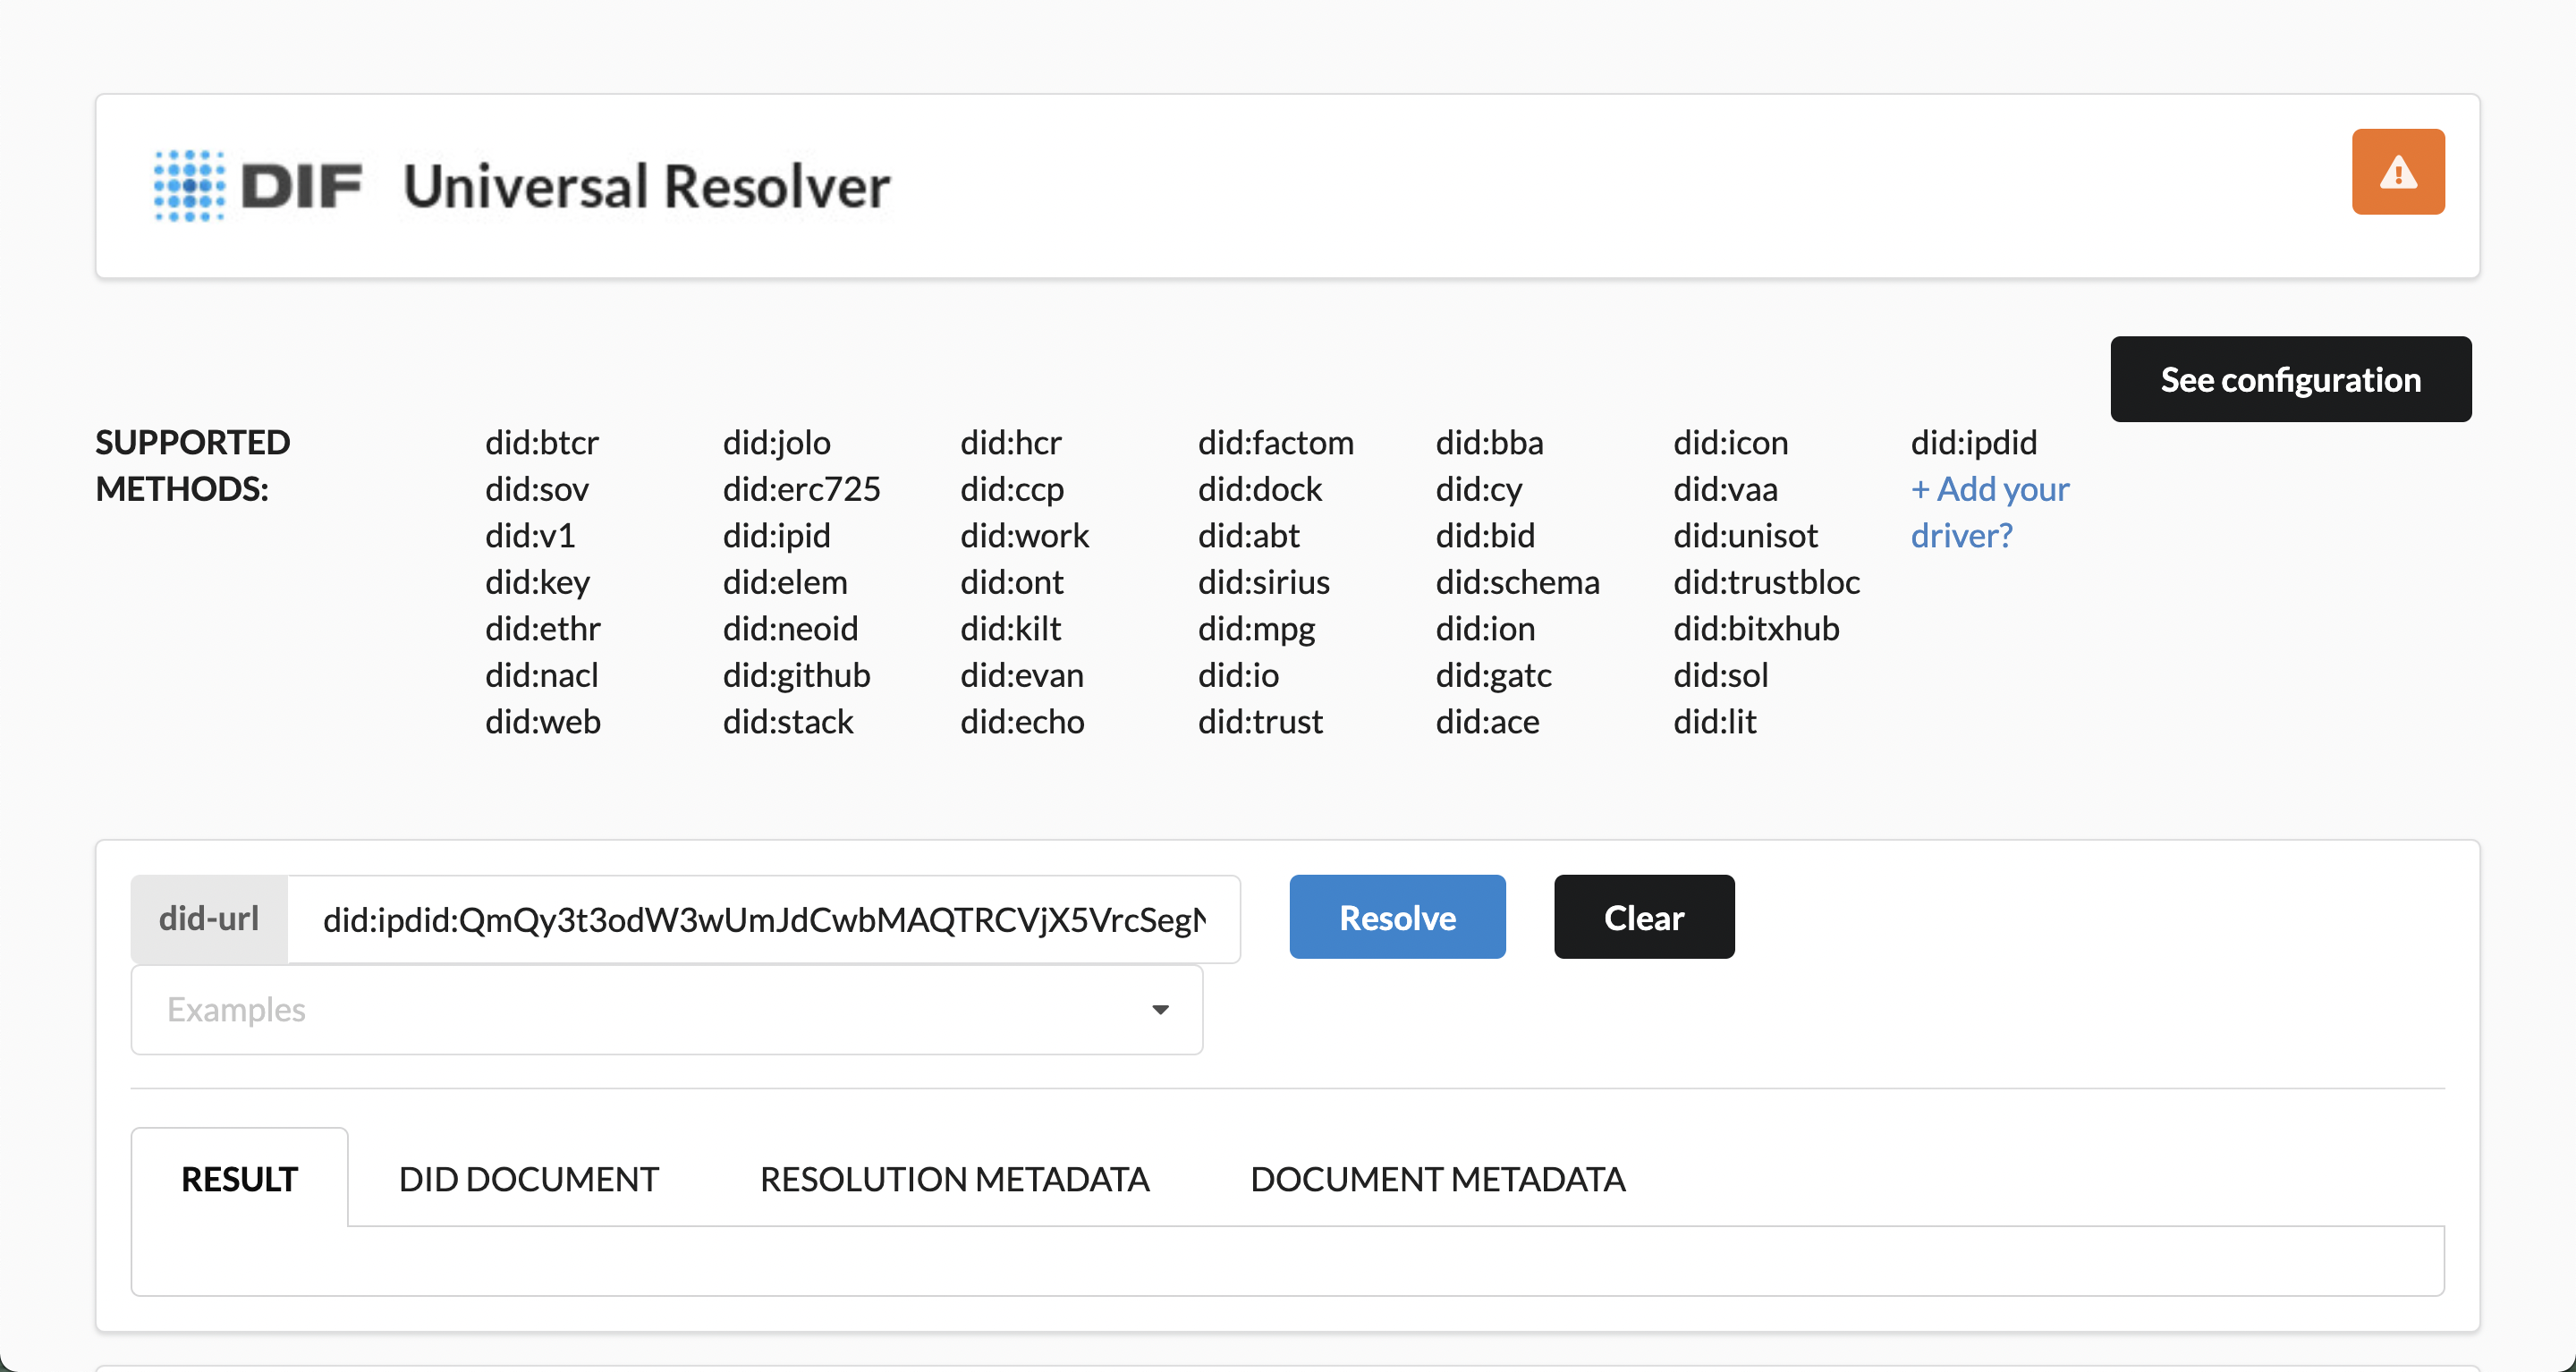 DIF Universal Resolver
See configuration
SUPPORTED
METHODS:
did:btcr
did:sov
did:v1
did:key
did:ethr
did:nacl
did:web
did:jolo
did:erc725
did:ipid
did:elem
did:neoid
did:github
did:stack
did:hcr
did:ccp
did:work
did:ont
did:kilt
did:evan
did:echo
did:factom
did:dock
did:abt
did:sirius
did:mpg
did:io
did:trust
did:bba
did:cy
did:bid
did:schema
did:ion
did:gatc
did:ace
did:icon
did:vaa
did:unisot
did:trustbloc
did:bitxhub
did:sol
did:lit
did:ipdid
+ Add your
driver?
did-url did:ipdid:QmQy3t3odW3wUmJdCwbMAQTRCVjX5VrcSegN Resolve Clear
Examples
RESULT DID DOCUMENT RESOLUTION METADATA DOCUMENT METADATA